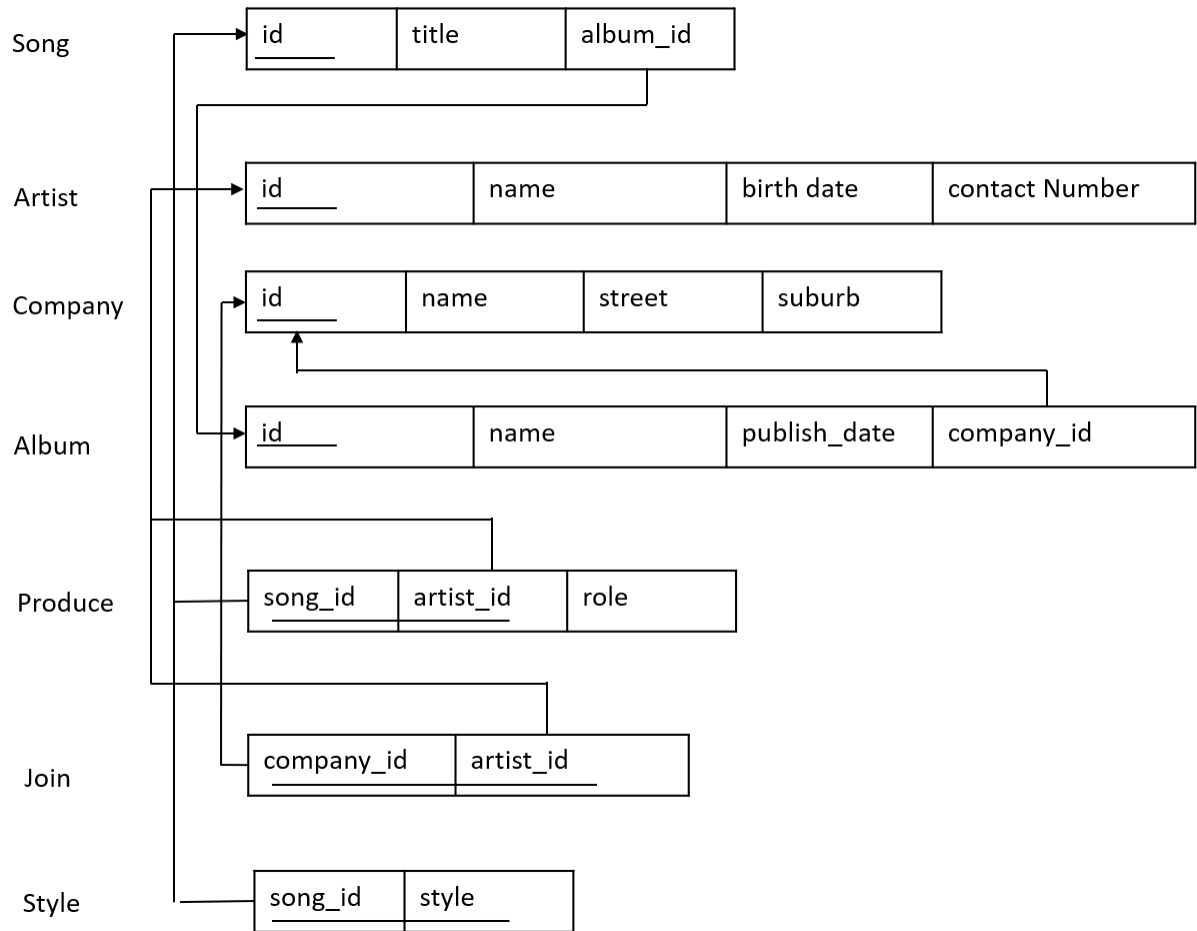 Song id title album_id
Artist id name birth date contact Number
Company id name street suburb
Album id name publish_date company_id
Produce song_id artist_id role
Join company_id artist_id
Style song_id style